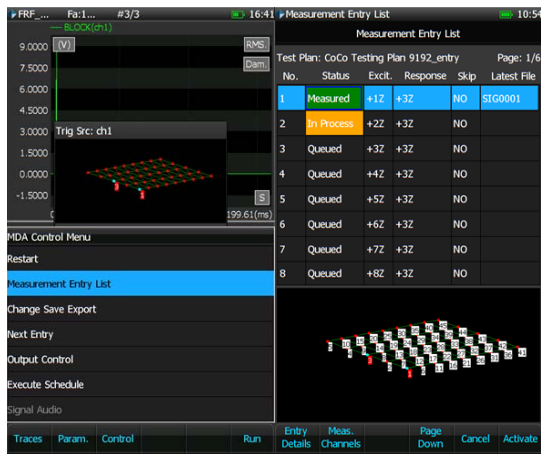 FRF_... Fa:1... #3/3 16:41
BLOCK(ch1)
(V)
RMS.
Dam.
9.0000
7.5000
6.0000
4.5000
3.0000
1.5000
0.0000
-1.5000
Trig Src: ch1
3
1
S
0
199.61(ms)
MDA Control Menu
Restart
Measurement Entry List
Change Save Export
Next Entry
Output Control
Execute Schedule
Signal Audio
Traces Param. Control Run
Measurement Entry List 10:54
Measurement Entry List
Test Plan: CoCo Testing Plan 9192_entry Page: 1/6
No. Status Excit. Response Skip Latest File
1 Measured +1Z +3Z NO SIG0001
2 In Process +2Z +3Z NO
3 Queued +3Z +3Z NO
4 Queued +4Z +3Z NO
5 Queued +5Z +3Z NO
6 Queued +6Z +3Z NO
7 Queued +7Z +3Z NO
8 Queued +8Z +3Z NO
Entry Details Meas. Channels Page Down Cancel Activate